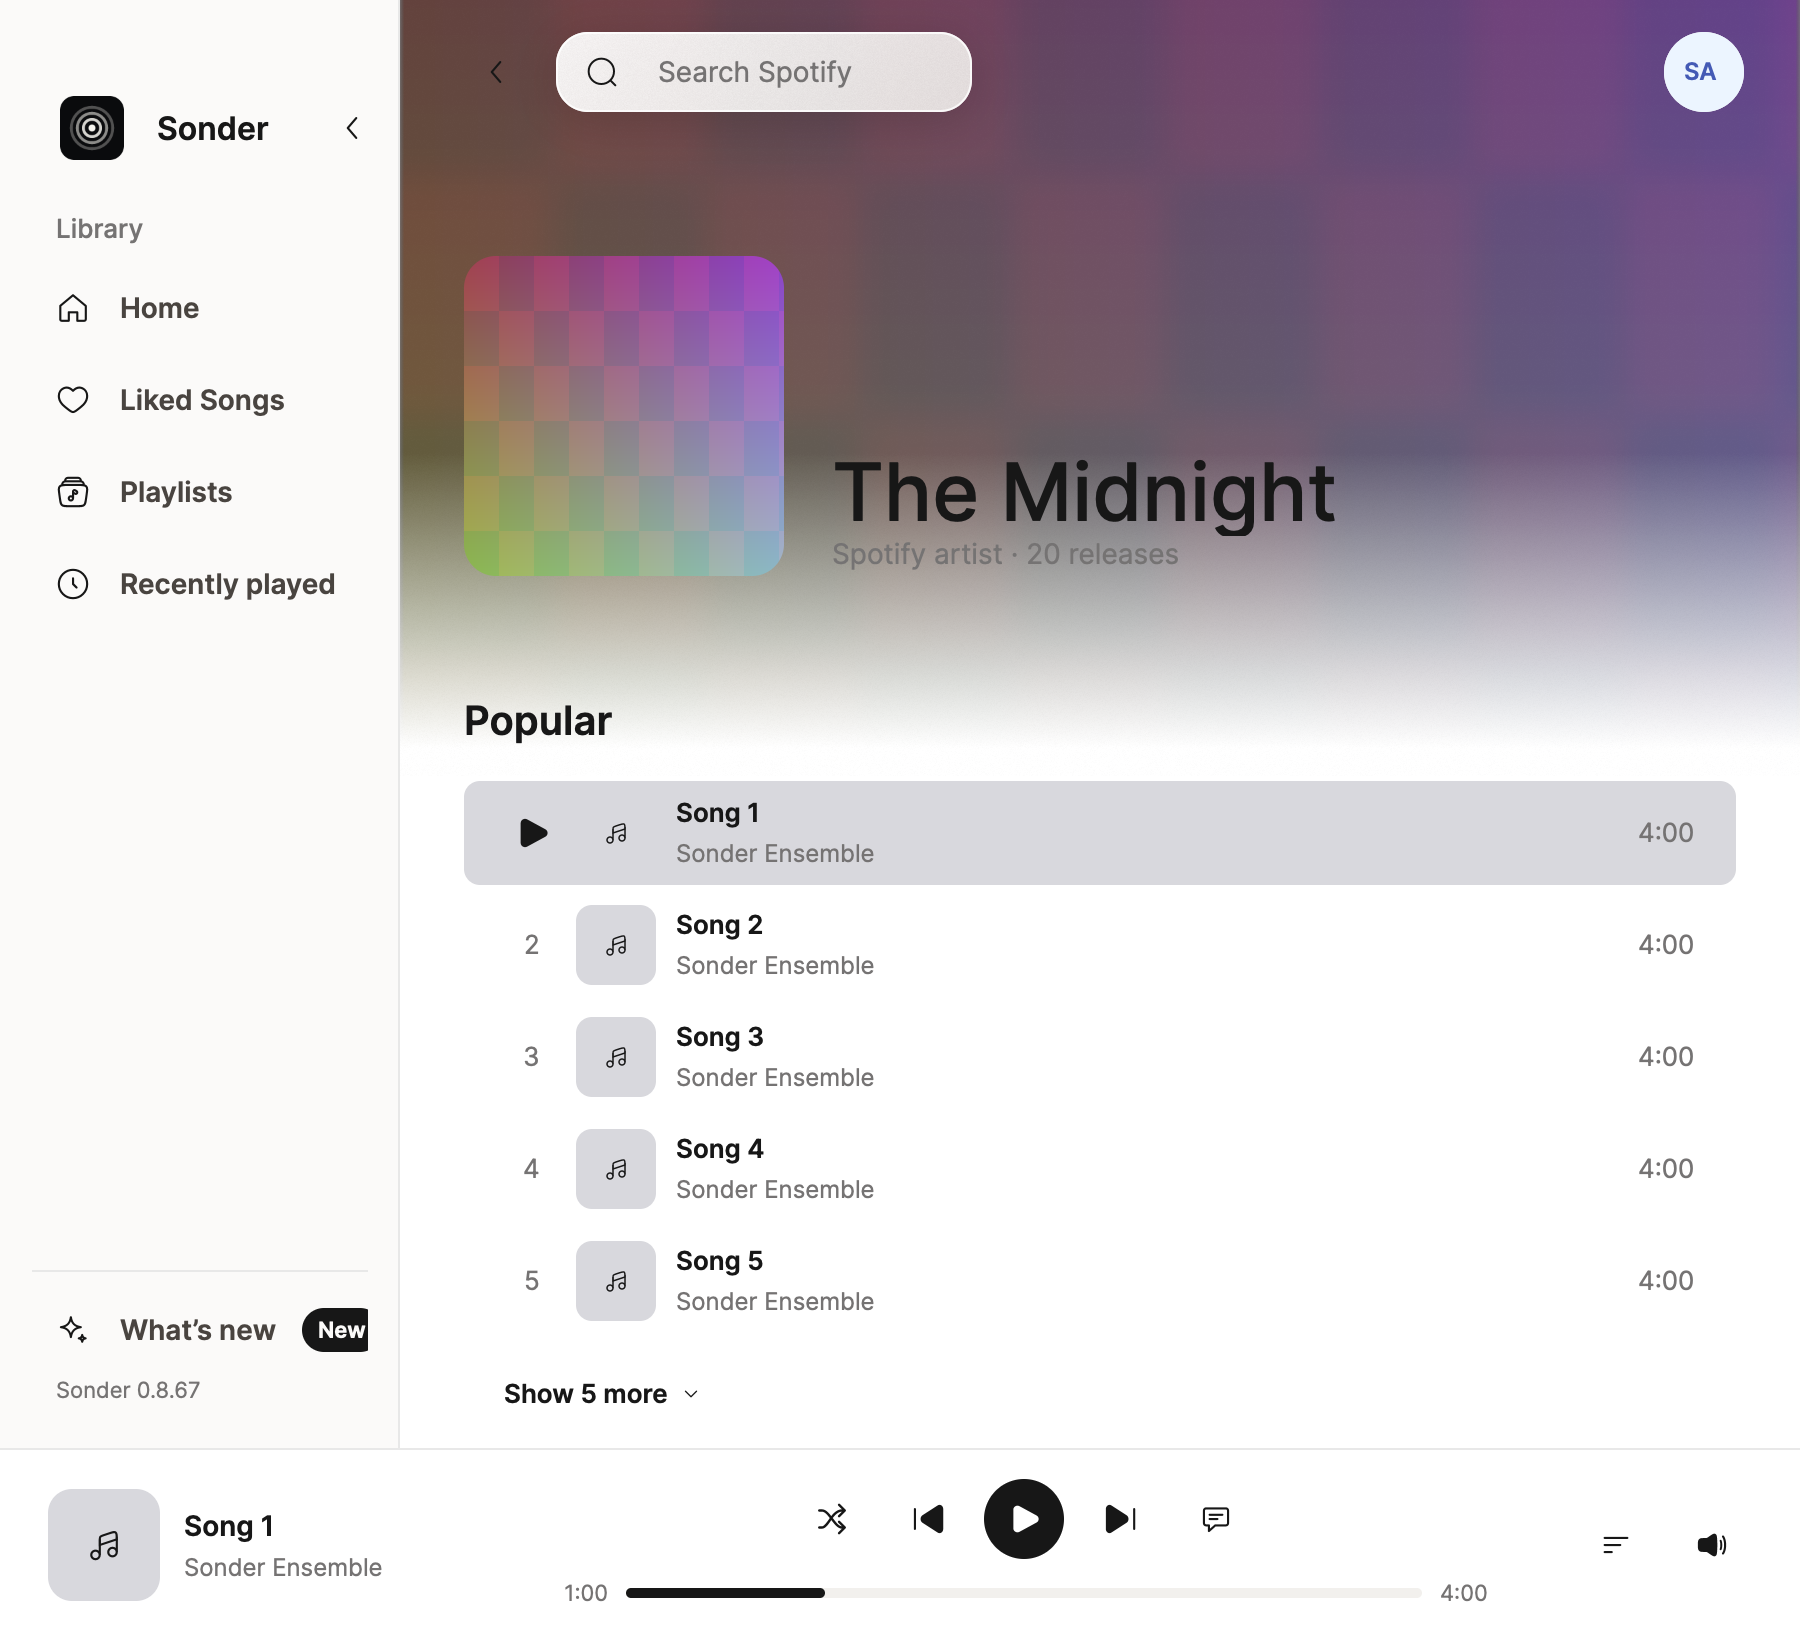 Sonder
Library
Home
Liked Songs
Playlists
Recently played
What’s new
New
Sonder 0.8.67
Search Spotify
SA
The Midnight
Spotify artist · 20 releases
Popular
Song 1
Sonder Ensemble
4:00
2
Song 2
Sonder Ensemble
4:00
3
Song 3
Sonder Ensemble
4:00
4
Song 4
Sonder Ensemble
4:00
5
Song 5
Sonder Ensemble
4:00
Show 5 more
Song 1
Sonder Ensemble
1:00
4:00